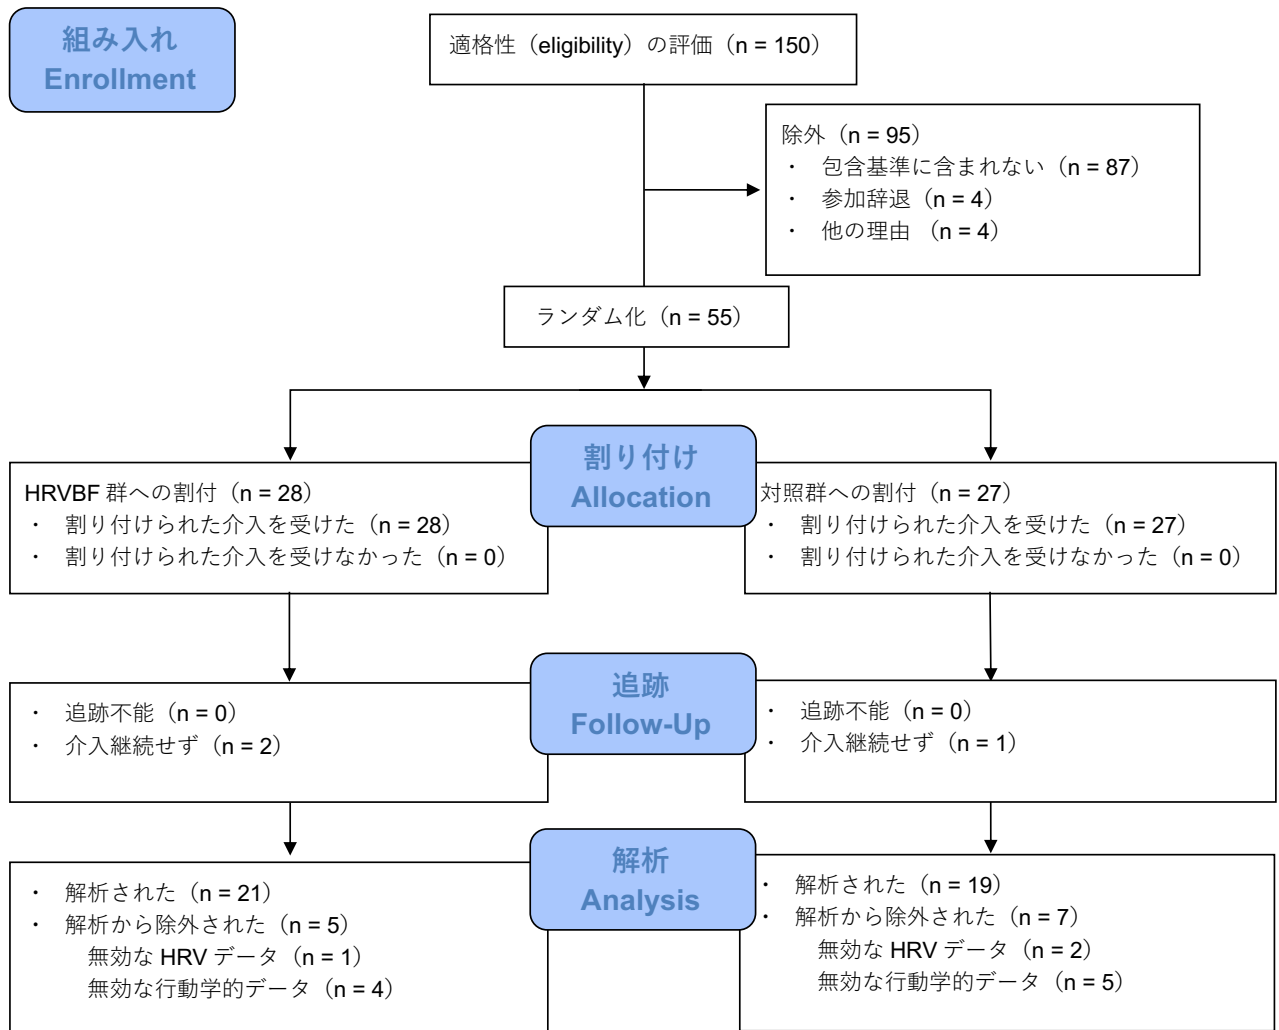 組み入れ
Enrollment
適格性（eligibility）の評価（n = 150）
除外（n = 95）
・ 包含基準に含まれない（n = 87）
・ 参加辞退（n = 4）
・ 他の理由 （n = 4）
ランダム化（n = 55）
割り付け
Allocation
HRVBF 群への割付（n = 28）
・ 割り付けられた介入を受けた（n = 28）
・ 割り付けられた介入を受けなかった（n = 0）
対照群への割付（n = 27）
・ 割り付けられた介入を受けた（n = 27）
・ 割り付けられた介入を受けなかった（n = 0）
追跡
Follow-Up
・ 追跡不能（n = 0）
・ 介入継続せず（n = 2）
・ 追跡不能（n = 0）
・ 介入継続せず（n = 1）
解析
Analysis
・ 解析された（n = 21）
・ 解析から除外された（n = 5）
無効な HRV データ（n = 1）
無効な行動学的データ（n = 4）
・ 解析された（n = 19）
・ 解析から除外された（n = 7）
無効な HRV データ（n = 2）
無効な行動学的データ（n = 5）